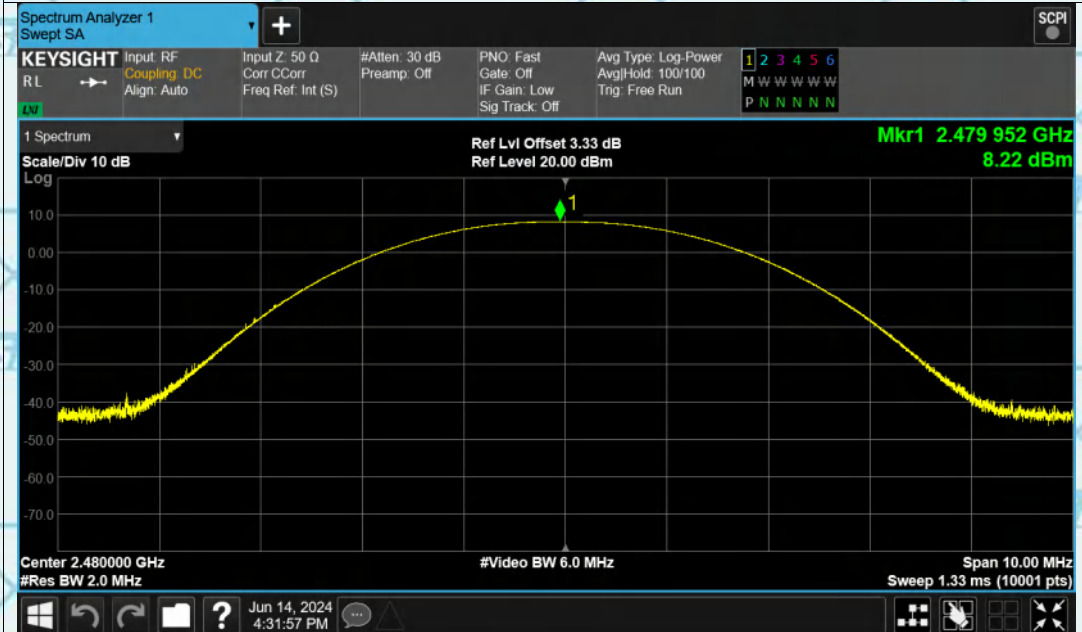 Spectrum Analyzer 1
Swept SA
+
SCPI
KEYSIGHT
RL
LXI
Input: RF
Coupling: DC
Align: Auto
Input Z: 50 Ω
Corr CCorr
Freq Ref: Int (S)
#Atten: 30 dB
Preamp: Off
PNO: Fast
Gate: Off
IF Gain: Low
Sig Track: Off
Avg Type: Log-Power
Avg|Hold: 100/100
Trig: Free Run
1 2 3 4 5 6
M W W W W W
P N N N N N
1 Spectrum
Scale/Div 10 dB
Log
Ref Lvl Offset 3.33 dB
Ref Level 20.00 dBm
Mkr1 2.479 952 GHz
8.22 dBm
1
10.0
0.00
-10.0
-20.0
-30.0
-40.0
-50.0
-60.0
-70.0
Center 2.480000 GHz
#Res BW 2.0 MHz
#Video BW 6.0 MHz
Span 10.00 MHz
Sweep 1.33 ms (10001 pts)
?
Jun 14, 2024
4:31:57 PM